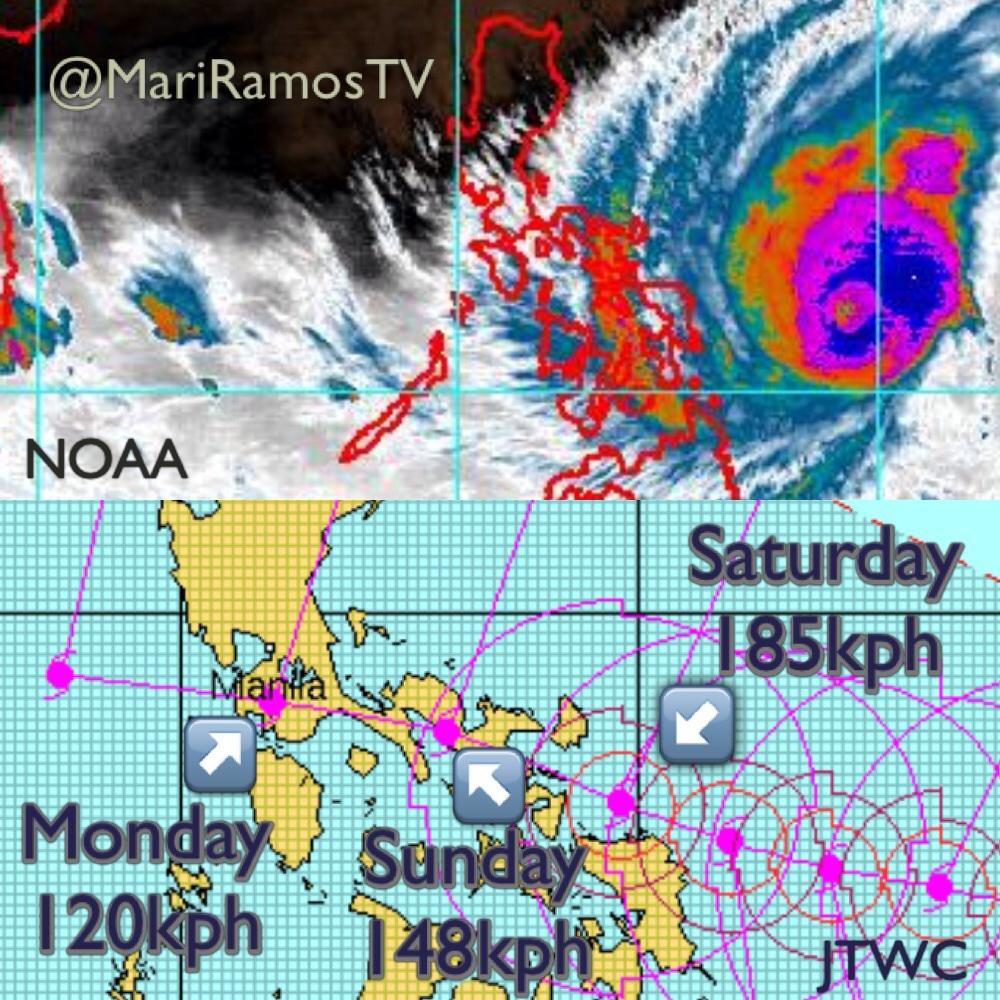 @MariRamosTV
NOAA
Saturday
185kph
Manila
Monday
120kph
Sunday
148kph
JTWC